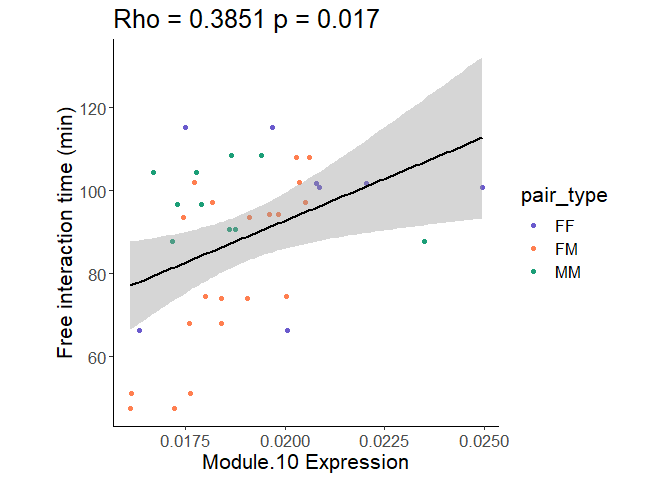 Rho = 0.3851 p = 0.017
Free interaction time (min)
120
100
80
60
0.0175 0.0200 0.0225 0.0250
Module.10 Expression
pair_type
FF
FM
MM